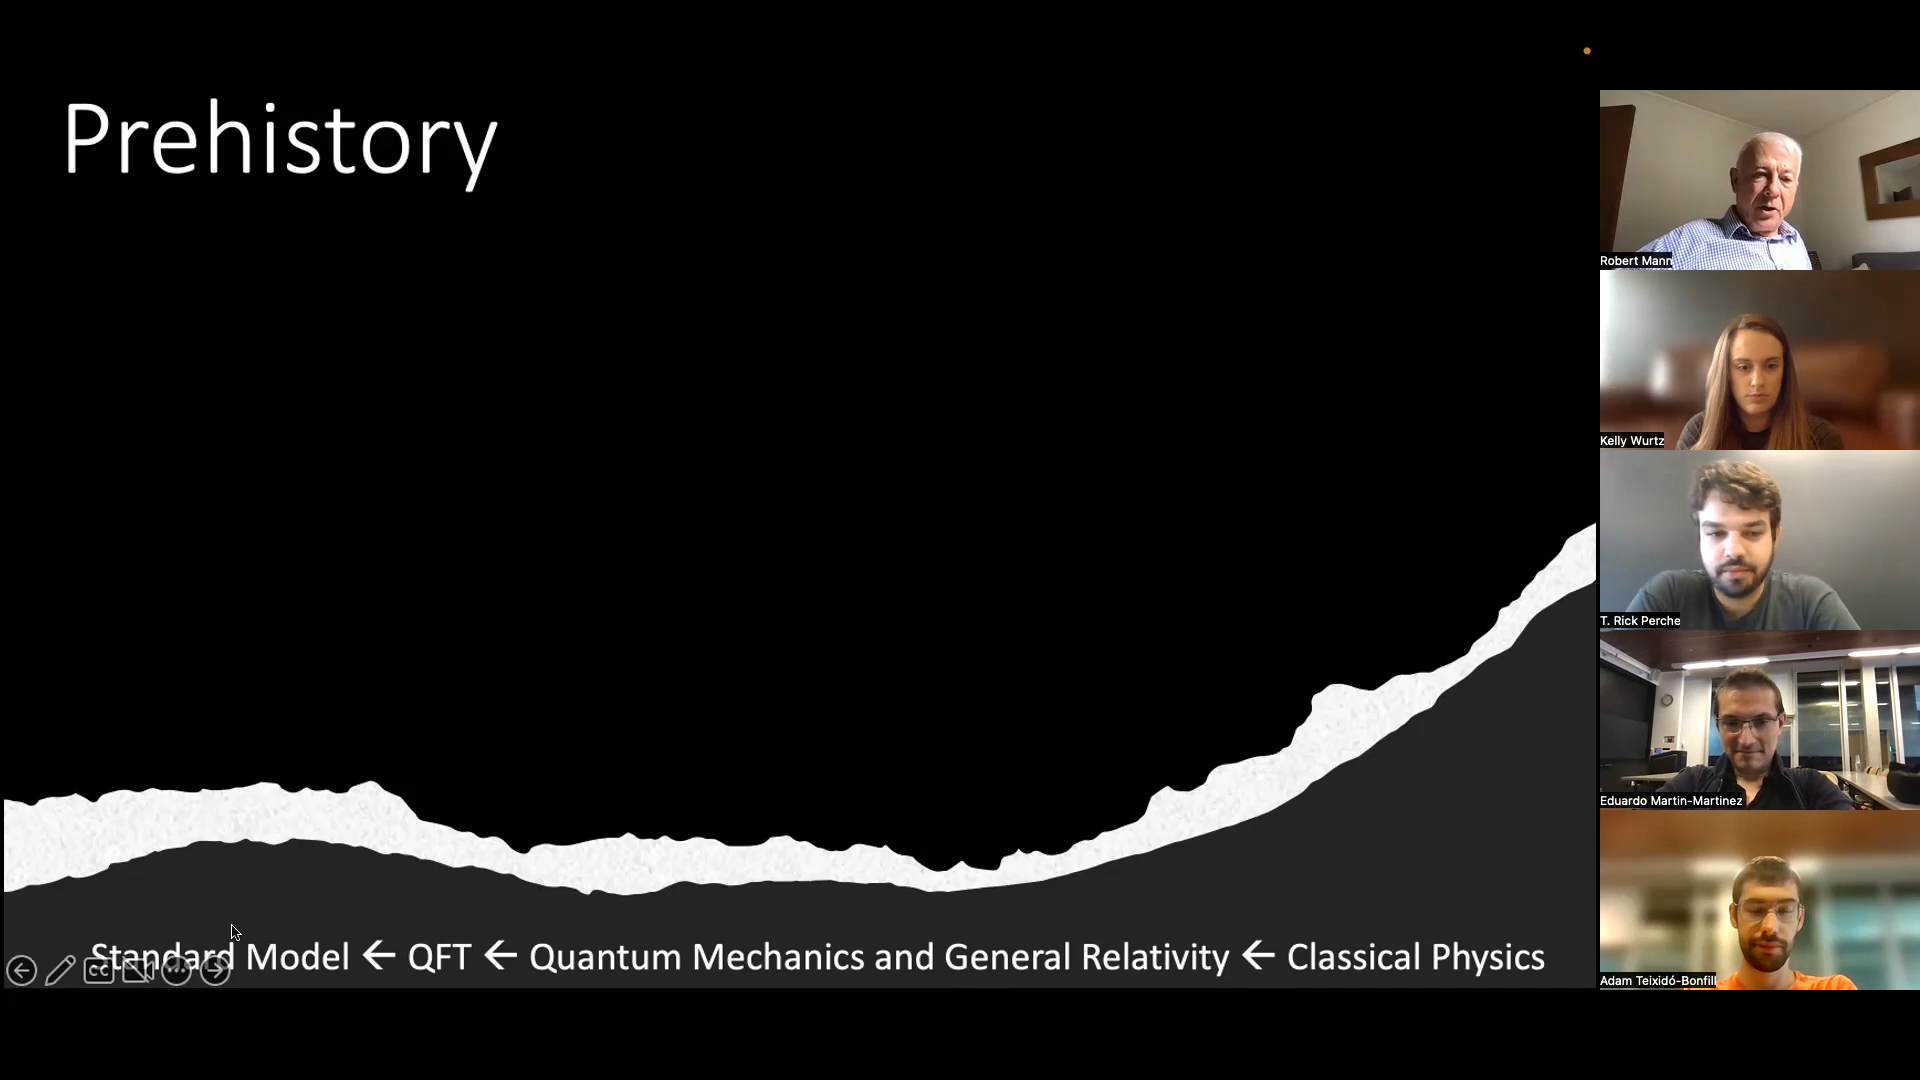 Prehistory
Standard Model ← QFT ← Quantum Mechanics and General Relativity ← Classical Physics
CC
Robert Mann
Kelly Wurtz
T. Rick Perche
Eduardo Martin-Martinez
Adam Teixidó-Bonfill